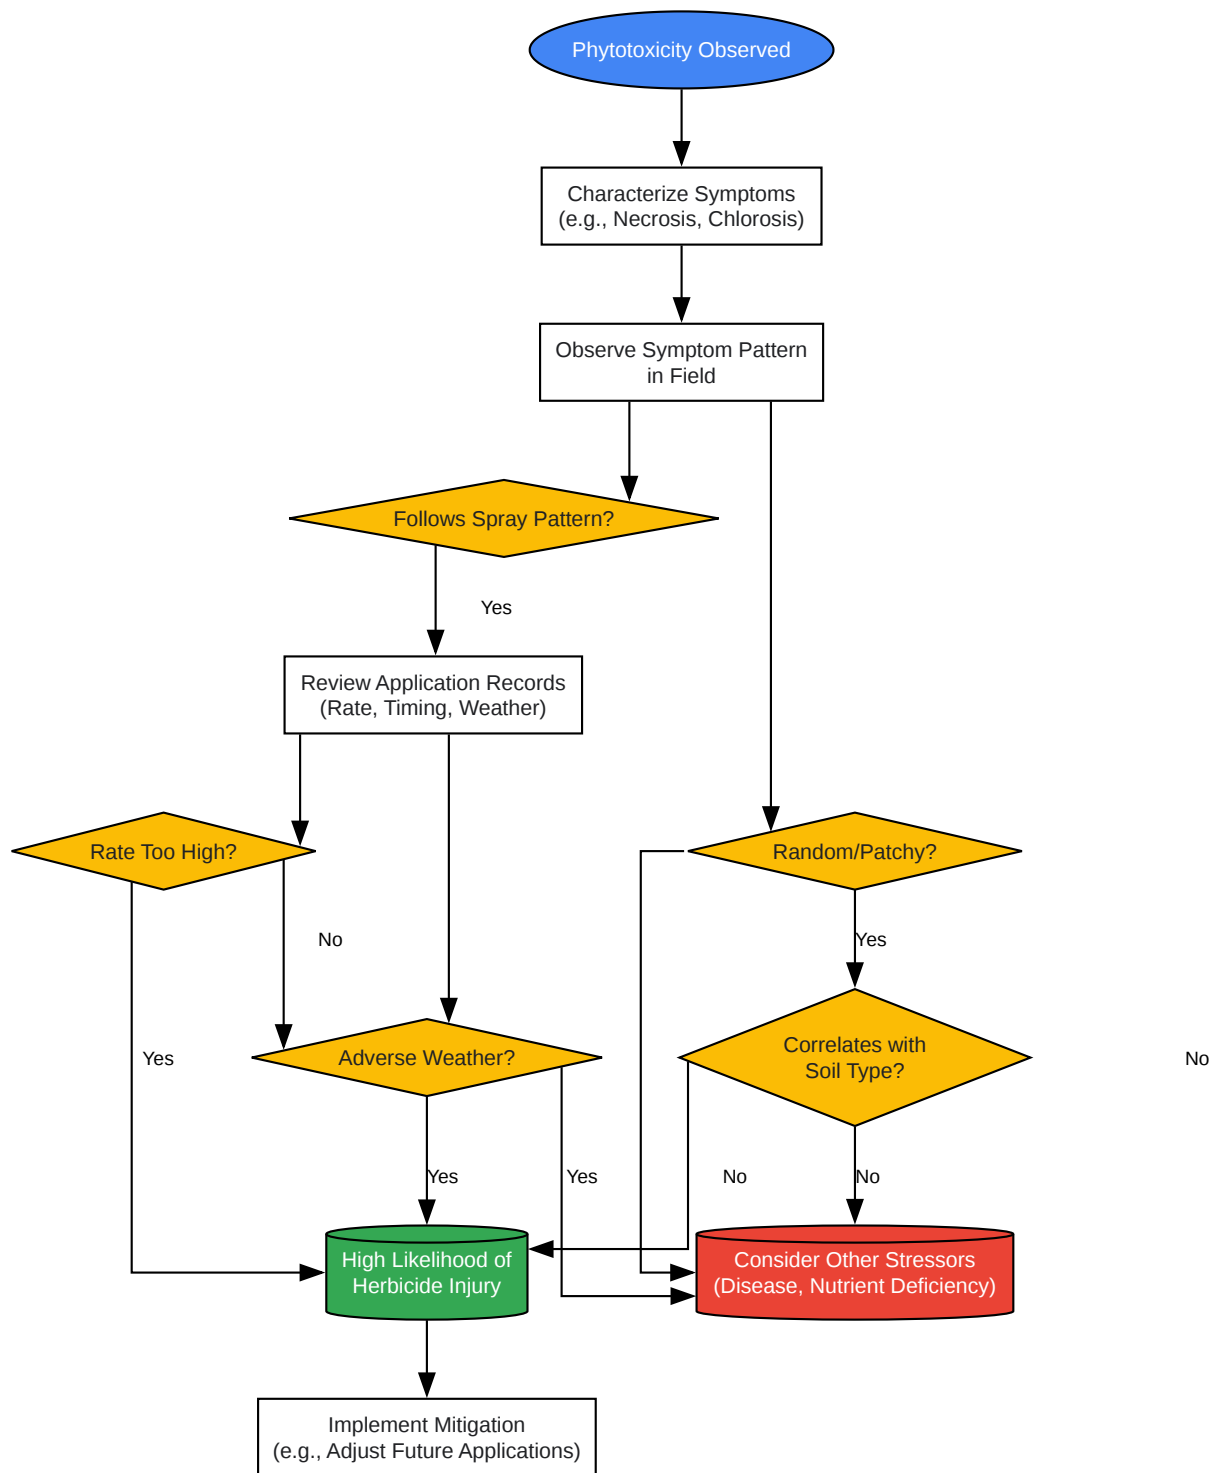 Phytotoxicity Observed
Characterize Symptoms
(e.g., Necrosis, Chlorosis)
Observe Symptom Pattern
in Field
Follows Spray Pattern?
Yes
Review Application Records
(Rate, Timing, Weather)
Rate Too High?
Random/Patchy?
No
Yes
Yes
Adverse Weather?
Correlates with
Soil Type?
No
Yes
Yes
No
No
High Likelihood of
Herbicide Injury
Consider Other Stressors
(Disease, Nutrient Deficiency)
Implement Mitigation
(e.g., Adjust Future Applications)